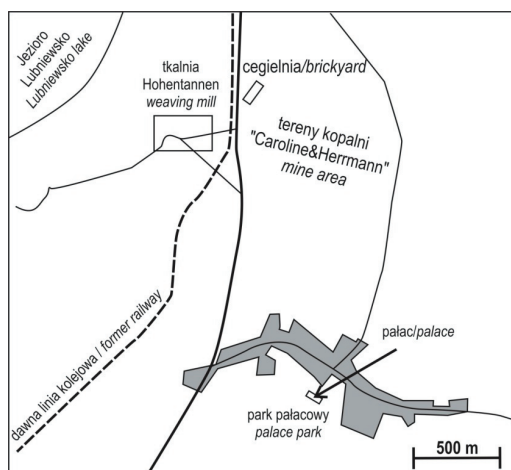 Jezioro
Lubniewsko
Lubniewsko lake
tkalnia
Hohentannen
weaving mill
cegielnia/brickyard
tereny kopalni
"Caroline&Herrmann"
mine area
dawna linia kolejowa / former railway
pałac/palace
park pałacowy
palace park
500 m